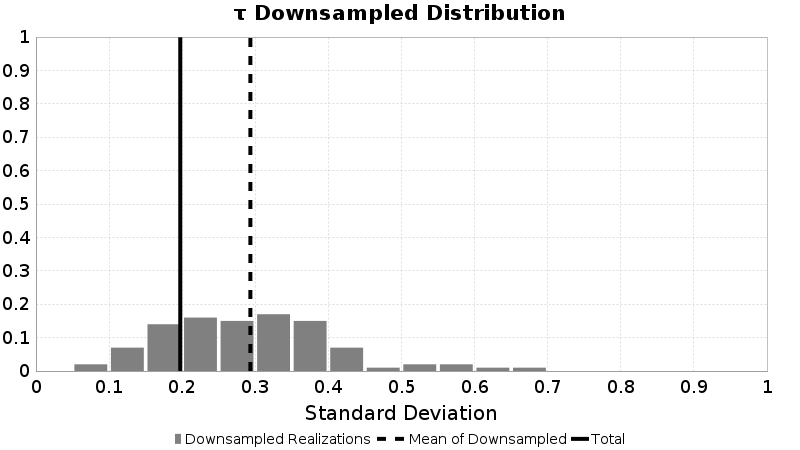 τ Downsampled Distribution
1
0.9
0.8
0.7
0.6
0.5
0.4
0.3
0.2
0.1
0
0 0.1 0.2 0.3 0.4 0.5 0.6 0.7 0.8 0.9 1
Standard Deviation
Downsampled Realizations Mean of Downsampled Total